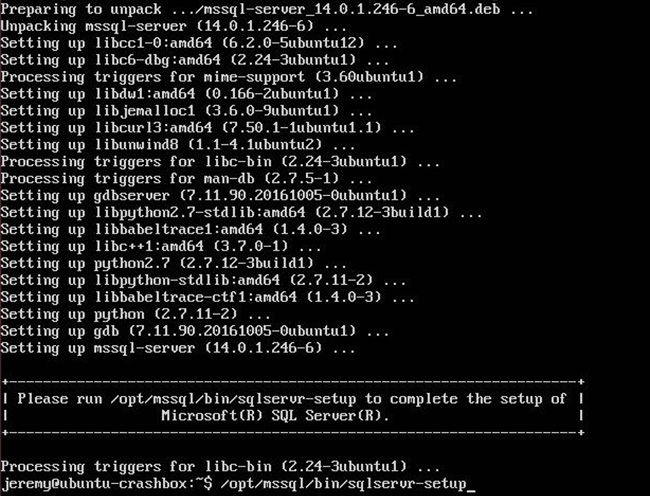 Preparing to unpack .../mssql-server_14.0.1.246-6_amd64.deb ...
Unpacking mssql-server (14.0.1.246-6) ...
Setting up libcc1-0:amd64 (6.2.0-5ubuntu12) ...
Setting up libc6-dbg:amd64 (2.24-3ubuntu1) ...
Processing triggers for mime-support (3.60ubuntu1) ...
Setting up libdw1:amd64 (0.166-2ubuntu1) ...
Setting up libjemalloc1 (3.6.0-9ubuntu1) ...
Setting up libcurl3:amd64 (7.50.1-1ubuntu1.1) ...
Setting up libunwind8 (1.1-4.1ubuntu2) ...
Processing triggers for libc-bin (2.24-3ubuntu1) ...
Processing triggers for man-db (2.7.5-1) ...
Setting up gdbserver (7.11.90.20161005-0ubuntu1) ...
Setting up libpython2.7-stdlib:amd64 (2.7.12-3build1) ...
Setting up libbabeltrace1:amd64 (1.4.0-3) ...
Setting up libc++1:amd64 (3.7.0-1) ...
Setting up python2.7 (2.7.12-3build1) ...
Setting up libpython-stdlib:amd64 (2.7.11-2) ...
Setting up libbabeltrace-ctf1:amd64 (1.4.0-3) ...
Setting up python (2.7.11-2) ...
Setting up gdb (7.11.90.20161005-0ubuntu1) ...
Setting up mssql-server (14.0.1.246-6) ...
+------------------------------------------------------------------+
| Please run /opt/mssql/bin/sqlservr-setup to complete the setup of |
| Microsoft(R) SQL Server(R). |
+------------------------------------------------------------------+
Processing triggers for libc-bin (2.24-3ubuntu1) ...
jeremy@ubuntu-crashbox:~$ /opt/mssql/bin/sqlservr-setup_